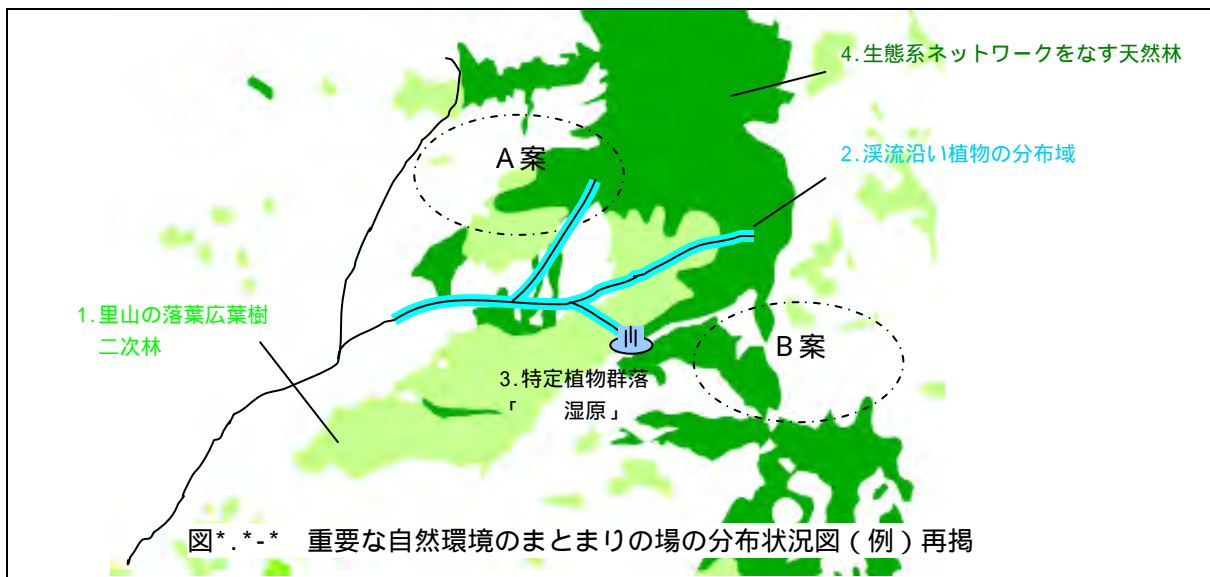 4.生態系ネットワークをなす天然林
A案
2.渓流沿い植物の分布域
1.里山の落葉広葉樹
二次林
B案
3.特定植物群落
「　　湿原」
図*.*-*　重要な自然環境のまとまりの場の分布状況図(例)再掲